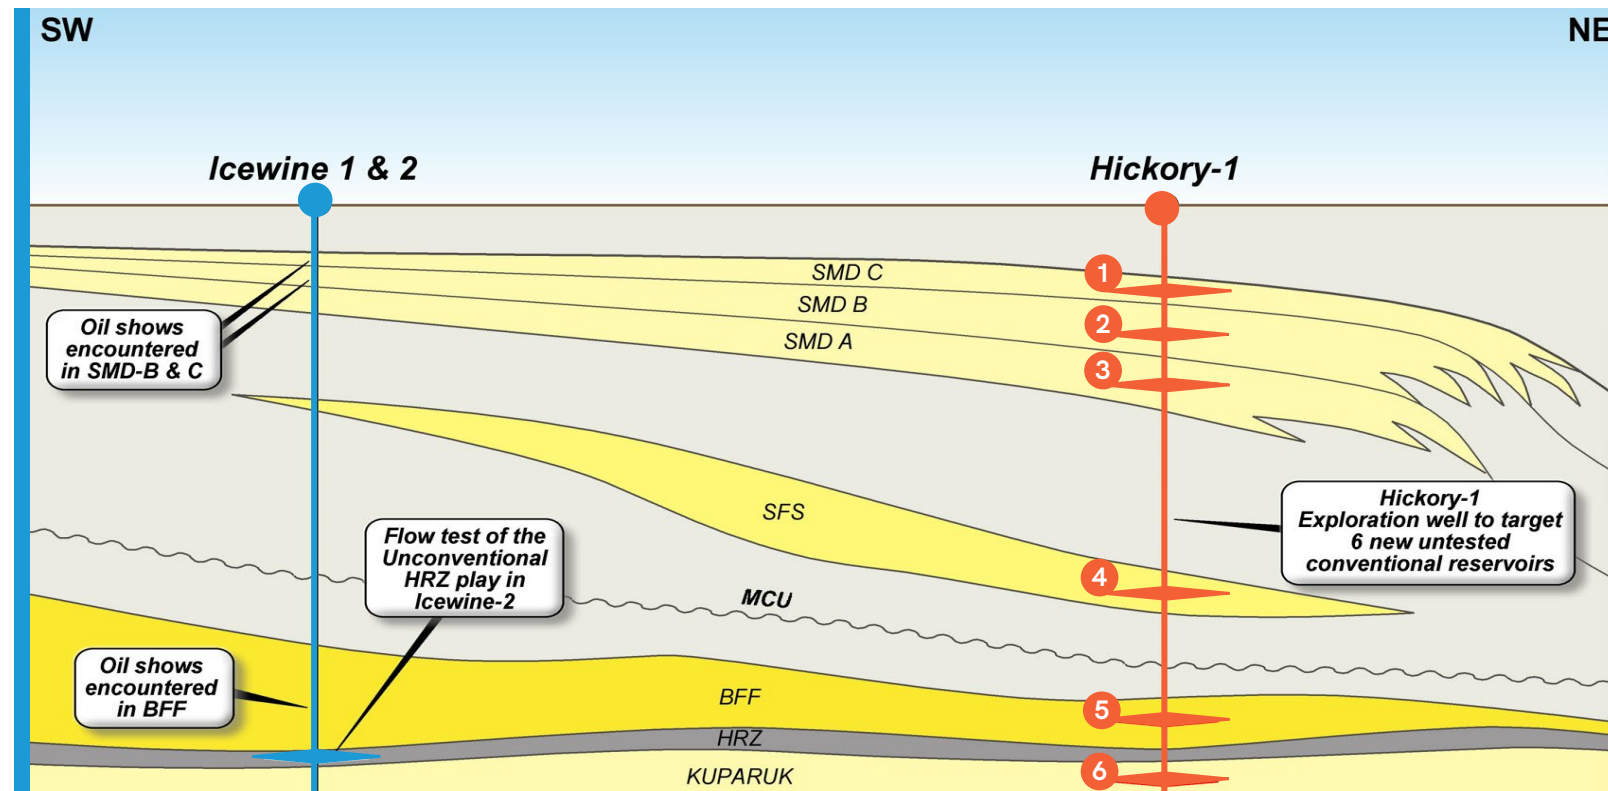 SW
NE
Icewine 1 & 2
Hickory-1
SMD C
1
SMD B
2
SMD A
3
Oil shows
encountered
in SMD-B & C
SFS
Hickory-1
Exploration well to target
6 new untested
conventional reservoirs
Flow test of the
Unconventional
HRZ play in
Icewine-2
4
MCU
Oil shows
encountered
in BFF
BFF
5
HRZ
KUPARUK
6